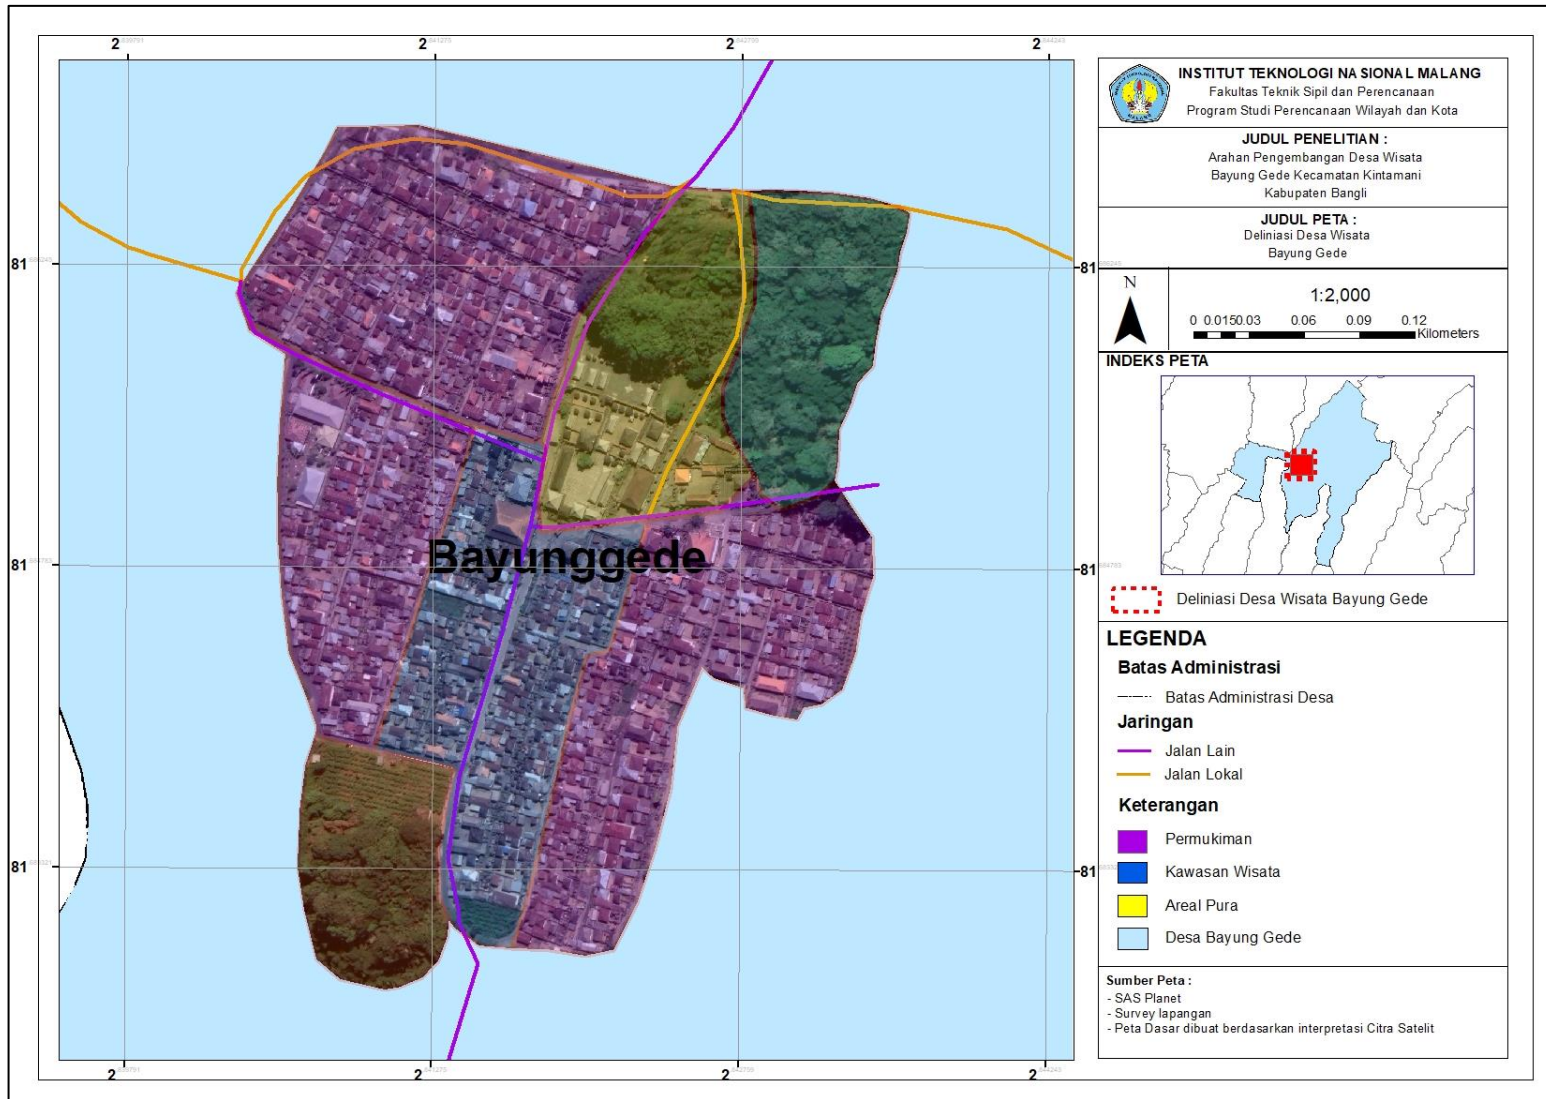 2
2
2
2
81
81
81
81
81
81
Bayunggede
2
2
2
2
INSTITUT TEKNOLOGI NASIONAL MALANG
Fakultas Teknik Sipil dan Perencanaan
Program Studi Perencanaan Wilayah dan Kota
JUDUL PENELITIAN :
Arahan Pengembangan Desa Wisata
Bayung Gede Kecamatan Kintamani
Kabupaten Bangli
JUDUL PETA :
Deliniasi Desa Wisata
Bayung Gede
N
1:2,000
0 0.0150.03 0.06 0.09 0.12
Kilometers
INDEKS PETA
Deliniasi Desa Wisata Bayung Gede
LEGENDA
Batas Administrasi
Batas Administrasi Desa
Jaringan
Jalan Lain
Jalan Lokal
Keterangan
Permukiman
Kawasan Wisata
Areal Pura
Desa Bayung Gede
Sumber Peta :
- SAS Planet
- Survey lapangan
- Peta Dasar dibuat berdasarkan interpretasi Citra Satelit